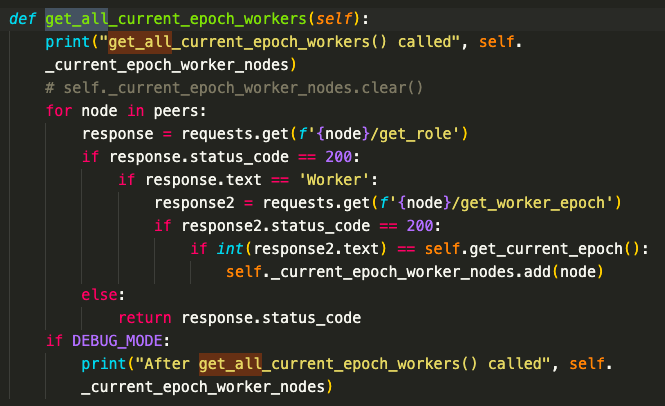 def get_all_current_epoch_workers(self):
    print("get_all_current_epoch_workers() called", self.
    _current_epoch_worker_nodes)
    # self._current_epoch_worker_nodes.clear()
    for node in peers:
        response = requests.get(f'{node}/get_role')
        if response.status_code == 200:
            if response.text == 'Worker':
                response2 = requests.get(f'{node}/get_worker_epoch')
                if response2.status_code == 200:
                    if int(response2.text) == self.get_current_epoch():
                        self._current_epoch_worker_nodes.add(node)
        else:
            return response.status_code
    if DEBUG_MODE:
        print("After get_all_current_epoch_workers() called", self.
        _current_epoch_worker_nodes)